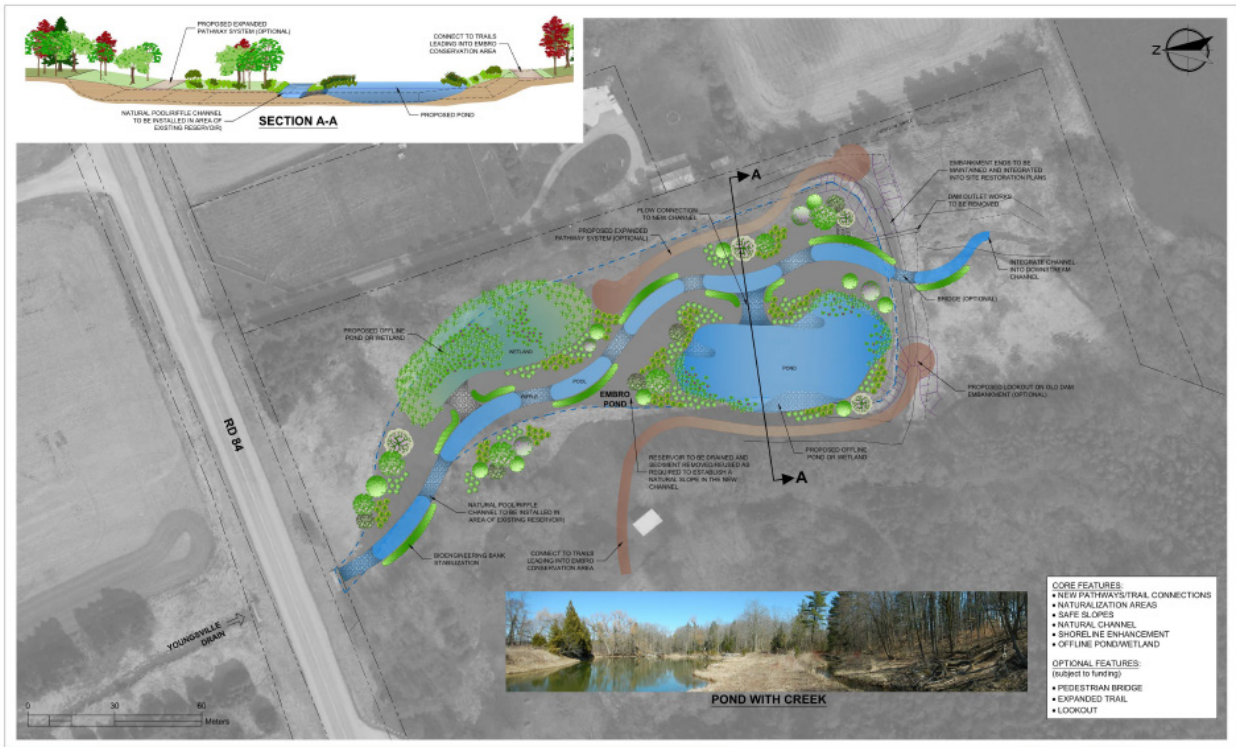 PROPOSED EXPANDED
PATHWAY SYSTEM (OPTIONAL)
CONNECT TO TRAILS
LEADING INTO EMBRO
CONSERVATION AREA
NATURAL POOL/RIFFLE CHANNEL
TO BE INSTALLED IN AREA OF
EXISTING RESERVOIR)
SECTION A-A
PROPOSED POND
Z
A
EMBANKMENT ENDS TO BE
MAINTAINED AND INTEGRATED
INTO SITE RESTORATION PLANS
DAM OUTLET WORKS
TO BE REMOVED
FLOW CONNECTION
TO NEW CHANNEL
PROPOSED EXPANDED
PATHWAY SYSTEM (OPTIONAL)
INTEGRATE CHANNEL
INTO DOWNSTREAM
CHANNEL
BRIDGE (OPTIONAL)
PROPOSED OFFLINE
POND OR WETLAND
WETLAND
POOL
RIFFLE
POND
EMBRO
POND
PROPOSED LOOKOUT ON OLD DAM
EMBANKMENT (OPTIONAL)
RD 84
PROPOSED OFFLINE
POND OR WETLAND
RESERVOIR TO BE DRAINED AND
SEDIMENT REMOVED/REUSED AS
REQUIRED TO ESTABLISH A
NATURAL SLOPE IN THE NEW
CHANNEL
A
NATURAL POOL/RIFFLE
CHANNEL TO BE INSTALLED IN
AREA OF EXISTING RESERVOIR)
BIOENGINEERING BANK
STABILIZATION
CONNECT TO TRAILS
LEADING INTO EMBRO
CONSERVATION AREA
YOUNGSVILLE
DRAIN
CORE FEATURES:
• NEW PATHWAYS/TRAIL CONNECTIONS
• NATURALIZATION AREAS
• SAFE SLOPES
• NATURAL CHANNEL
• SHORELINE ENHANCEMENT
• OFFLINE POND/WETLAND
OPTIONAL FEATURES:
(subject to funding)
• PEDESTRIAN BRIDGE
• EXPANDED TRAIL
• LOOKOUT
POND WITH CREEK
0 30 60
Meters